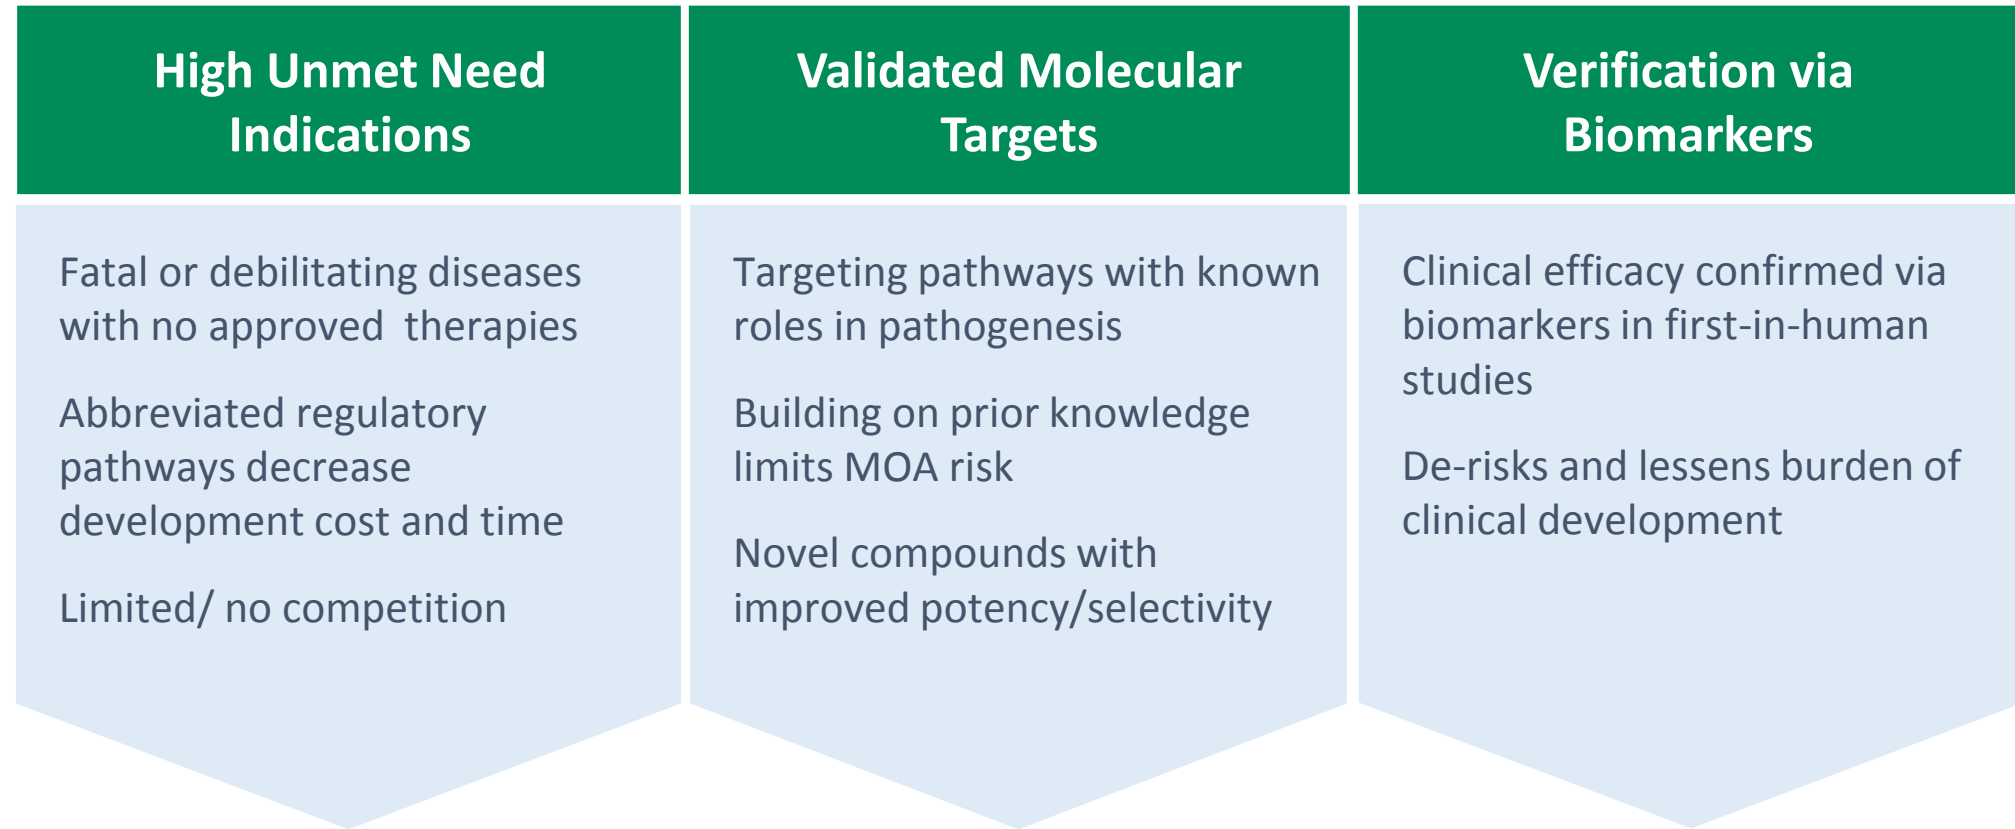 High Unmet Need
Indications
Fatal or debilitating diseases
with no approved  therapies
Abbreviated regulatory
pathways decrease
development cost and time
Limited/ no competition
Validated Molecular
Targets
Targeting pathways with known
roles in pathogenesis
Building on prior knowledge
limits MOA risk
Novel compounds with
improved potency/selectivity
Verification via
Biomarkers
Clinical efficacy confirmed via
biomarkers in first-in-human
studies
De-risks and lessens burden of
clinical development